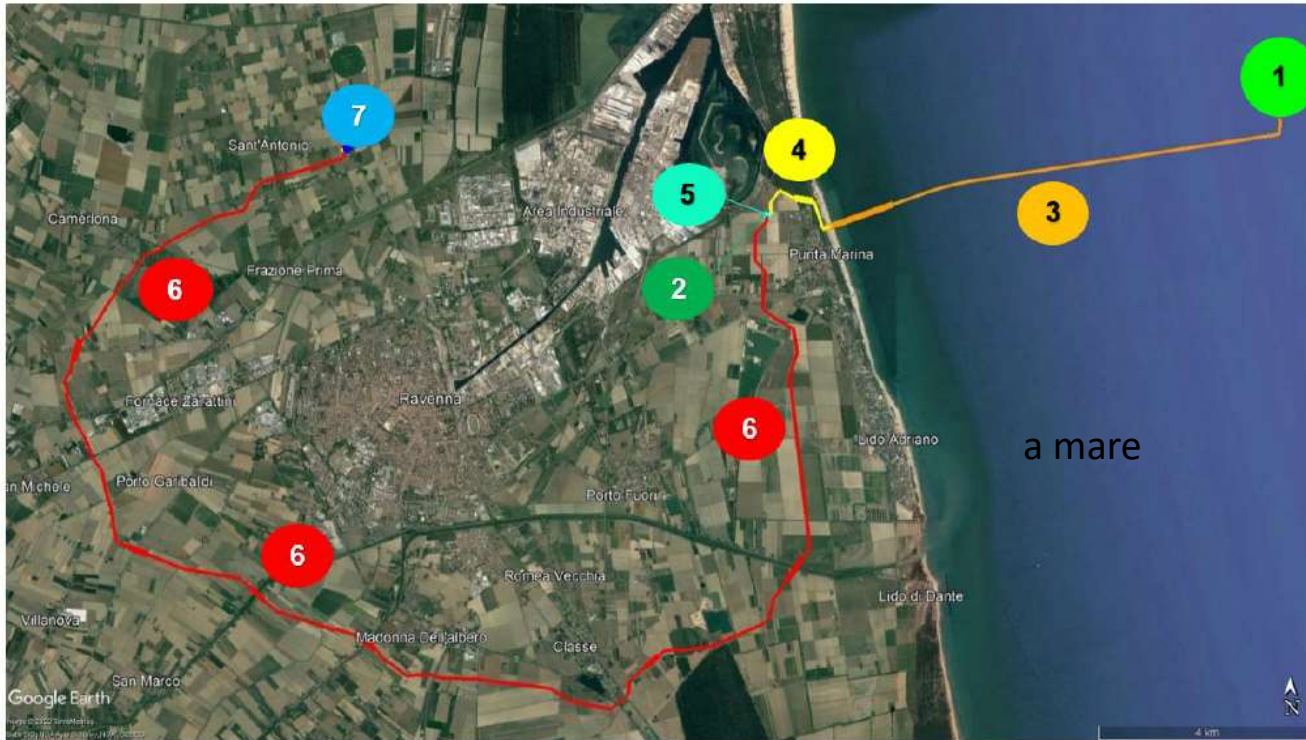 1
7
Sant'Antonio
4
5
3
Camerlona
Area Industriale
Punta Marina
Frazione Prima
6
2
Fornace Zarattini
Ravenna
6
Lido Adriano
a mare
an Michele
Porto Garibaldi
Porto Fuori
6
Romea Vecchia
Lido di Dante
Villanova
Madonna Dell'albero
Classe
San Marco
Google Earth
N
4 km